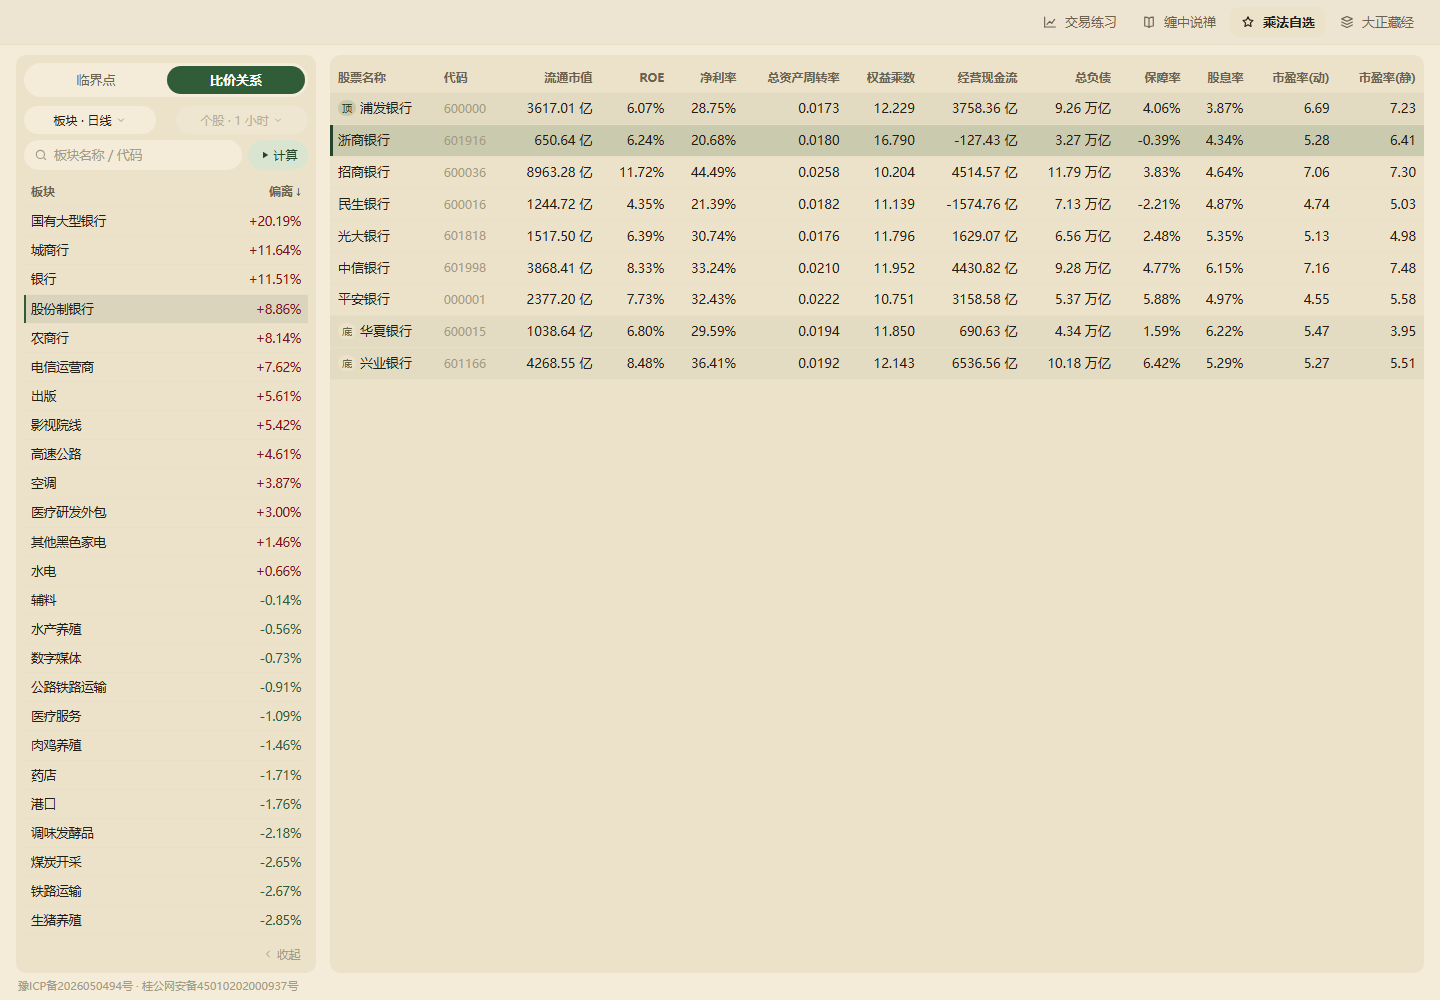 交易练习 缠中说禅 乘法自选 大正藏经
临界点 比价关系
板块 · 日线 个股 · 1 小时
板块名称 / 代码 计算
板块 偏离↓
国有大型银行 +20.19%
城商行 +11.64%
银行 +11.51%
股份制银行 +8.86%
农商行 +8.14%
电信运营商 +7.62%
出版 +5.61%
影视院线 +5.42%
高速公路 +4.61%
空调 +3.87%
医疗研发外包 +3.00%
其他黑色家电 +1.46%
水电 +0.66%
辅料 -0.14%
水产养殖 -0.56%
数字媒体 -0.73%
公路铁路运输 -0.91%
医疗服务 -1.09%
肉鸡养殖 -1.46%
药店 -1.71%
港口 -1.76%
调味发酵品 -2.18%
煤炭开采 -2.65%
铁路运输 -2.67%
生猪养殖 -2.85%
收起
股票名称 代码 流通市值 ROE 净利率 总资产周转率 权益乘数 经营现金流 总负债 保障率 股息率 市盈率(动) 市盈率(静)
顶 浦发银行 600000 3617.01 亿 6.07% 28.75% 0.0173 12.229 3758.36 亿 9.26 万亿 4.06% 3.87% 6.69 7.23
浙商银行 601916 650.64 亿 6.24% 20.68% 0.0180 16.790 -127.43 亿 3.27 万亿 -0.39% 4.34% 5.28 6.41
招商银行 600036 8963.28 亿 11.72% 44.49% 0.0258 10.204 4514.57 亿 11.79 万亿 3.83% 4.64% 7.06 7.30
民生银行 600016 1244.72 亿 4.35% 21.39% 0.0182 11.139 -1574.76 亿 7.13 万亿 -2.21% 4.87% 4.74 5.03
光大银行 601818 1517.50 亿 6.39% 30.74% 0.0176 11.796 1629.07 亿 6.56 万亿 2.48% 5.35% 5.13 4.98
中信银行 601998 3868.41 亿 8.33% 33.24% 0.0210 11.952 4430.82 亿 9.28 万亿 4.77% 6.15% 7.16 7.48
平安银行 000001 2377.20 亿 7.73% 32.43% 0.0222 10.751 3158.58 亿 5.37 万亿 5.88% 4.97% 4.55 5.58
底 华夏银行 600015 1038.64 亿 6.80% 29.59% 0.0194 11.850 690.63 亿 4.34 万亿 1.59% 6.22% 5.47 3.95
底 兴业银行 601166 4268.55 亿 8.48% 36.41% 0.0192 12.143 6536.56 亿 10.18 万亿 6.42% 5.29% 5.27 5.51
豫ICP备2026050494号 · 桂公网安备45010202000937号